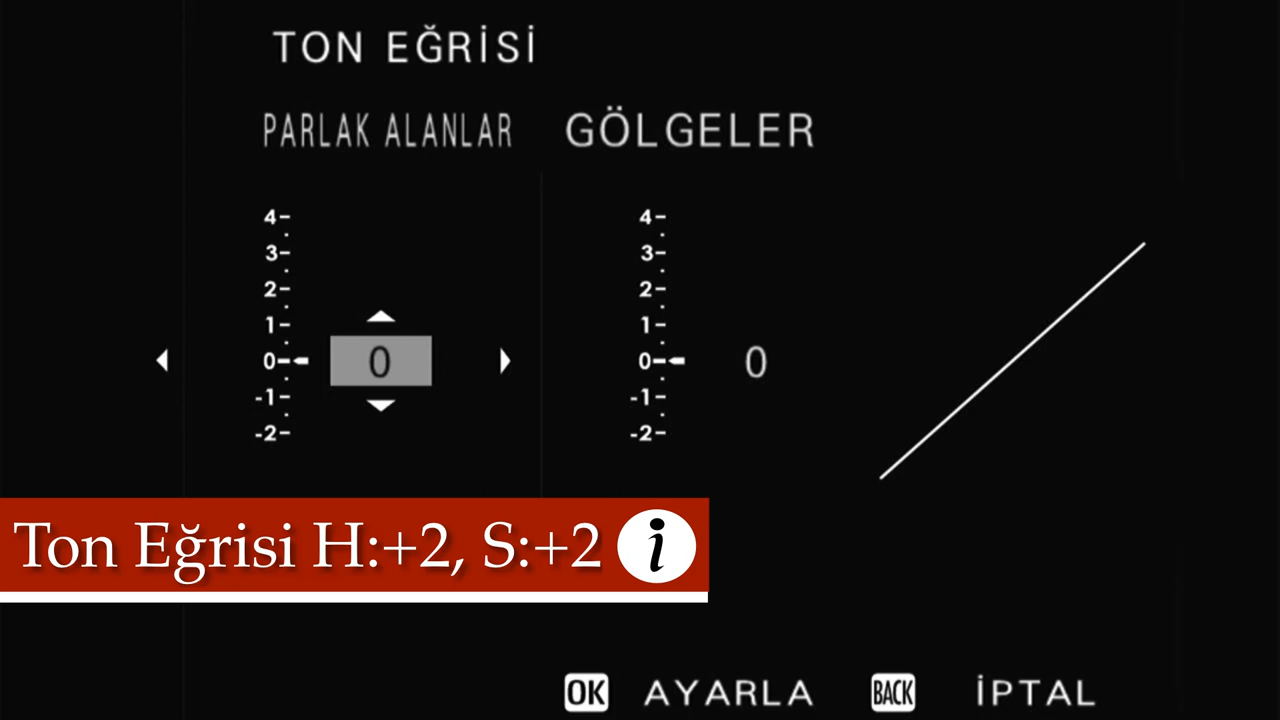 TON EĞRİSİ
PARLAK ALANLAR GÖLGELER
4 4
3 3
2 2
1 1
0 0 0 0
-1 -1
-2 -2
Ton Eğrisi H:+2, S:+2 i
OK AYARLA BACK İPTAL